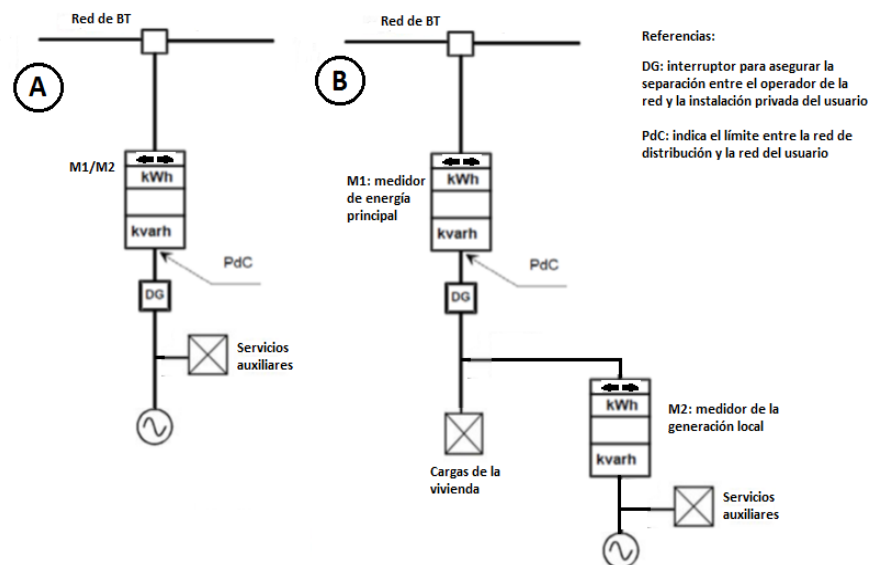 Red de BT
A
M1/M2
kWh
kvarh
PdC
DG
Servicios
auxiliares
Red de BT
B
M1: medidor
de energía
principal
kWh
kvarh
PdC
DG
Cargas de la
vivienda
kWh
kvarh
M2: medidor de la
generación local
Servicios
auxiliares
Referencias:
DG: interruptor para asegurar la
separación entre el operador de la
red y la instalación privada del usuario
PdC: indica el límite entre la red de
distribución y la red del usuario